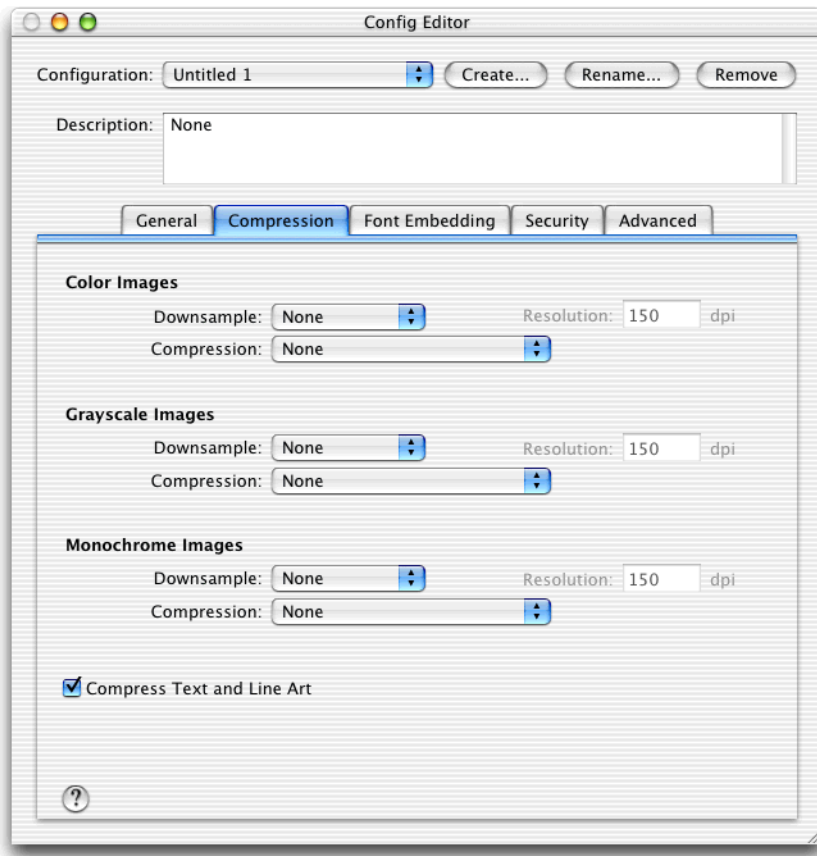 Config Editor
Configuration: Untitled 1 Create... Rename... Remove
Description: None
General Compression Font Embedding Security Advanced
Color Images
Downsample: None Resolution: 150 dpi
Compression: None
Grayscale Images
Downsample: None Resolution: 150 dpi
Compression: None
Monochrome Images
Downsample: None Resolution: 150 dpi
Compression: None
Compress Text and Line Art
?